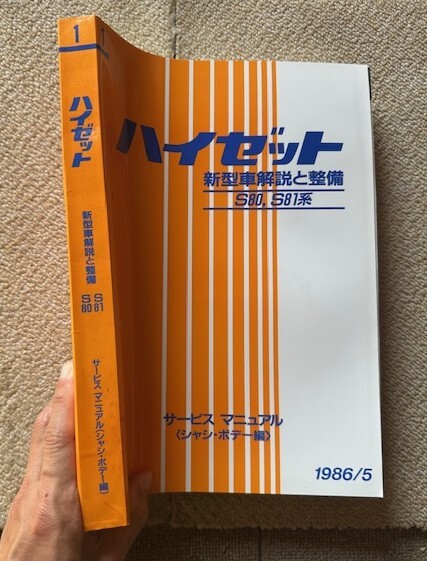 1
ハイゼット
新型車解説と整備
S80
S81
サービス マニュアル(シャシ・ボデー編)
ハイゼット
新型車解説と整備
S80, S81系
サービス マニュアル
〈シャシ・ボデー編〉
1986/5